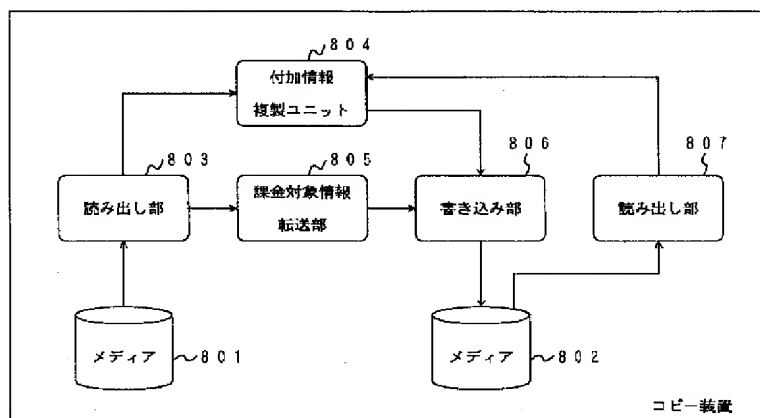 804
付加情報
複製ユニット
803
読み出し部
805
課金対象情報
転送部
806
書き込み部
807
読み出し部
メディア
801
メディア
802
コピー装置